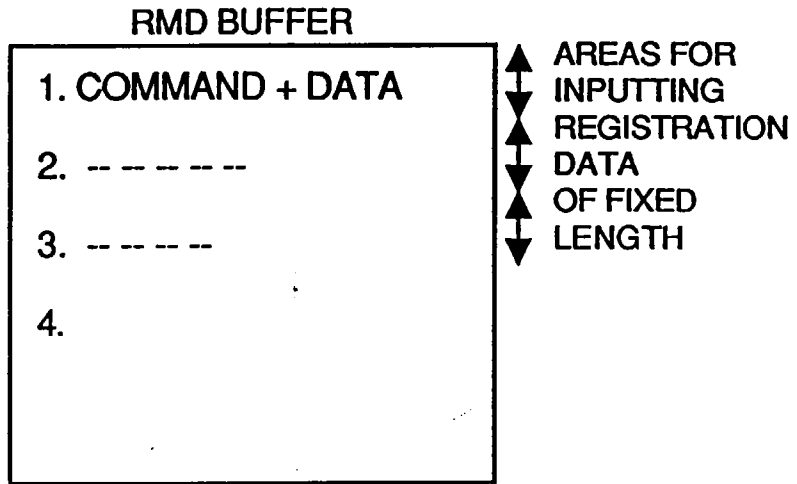 RMD BUFFER
1. COMMAND + DATA
2. -- -- -- -- --
3. -- -- -- --
4.
AREAS FOR
INPUTTING
REGISTRATION
DATA
OF FIXED
LENGTH